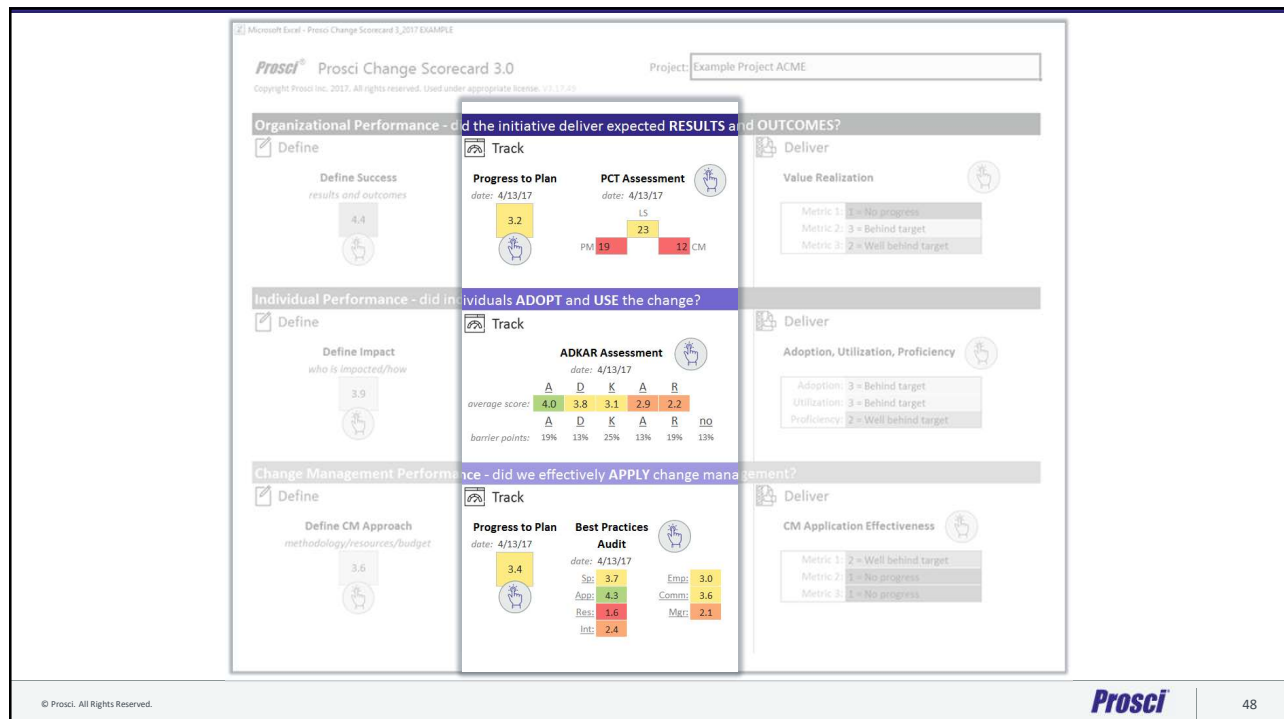 Microsoft Excel - Prosci Change Scorecard 3_2017 EXAMPLE
Prosci® Prosci Change Scorecard 3.0
Project: Example Project ACME
Copyright Prosci Inc. 2017. All rights reserved. Used under appropriate license. V2.17.49
Organizational Performance - did the initiative deliver expected RESULTS and OUTCOMES?
Define
Define Success
results and outcomes
4.4
Track
Progress to Plan
date: 4/13/17
3.2
PCT Assessment
date: 4/13/17
LS
23
PM 19 12 CM
Deliver
Value Realization
Metric 1: 1 = No progress
Metric 2: 3 = Behind target
Metric 3: 2 = Well behind target
Individual Performance - did individuals ADOPT and USE the change?
Define
Define Impact
who is impacted/how
3.9
Track
ADKAR Assessment
date: 4/13/17
A D K A R
average score: 4.0 3.8 3.1 2.9 2.2
A D K A R no
barrier points: 19% 13% 25% 13% 19% 13%
Deliver
Adoption, Utilization, Proficiency
Adoption: 3 = Behind target
Utilization: 3 = Behind target
Proficiency: 2 = Well behind target
Change Management Performance - did we effectively APPLY change management?
Define
Define CM Approach
methodology/resources/budget
3.6
Track
Progress to Plan
date: 4/13/17
3.4
Best Practices
Audit
date: 4/13/17
Sp: 3.7 Emp: 3.0
App: 4.3 Comm: 3.6
Res: 1.6 Mgr: 2.1
Int: 2.4
Deliver
CM Application Effectiveness
Metric 1: 2 = Well behind target
Metric 2: 1 = No progress
Metric 3: 1 = No progress
© Prosci. All Rights Reserved.
Prosci
48